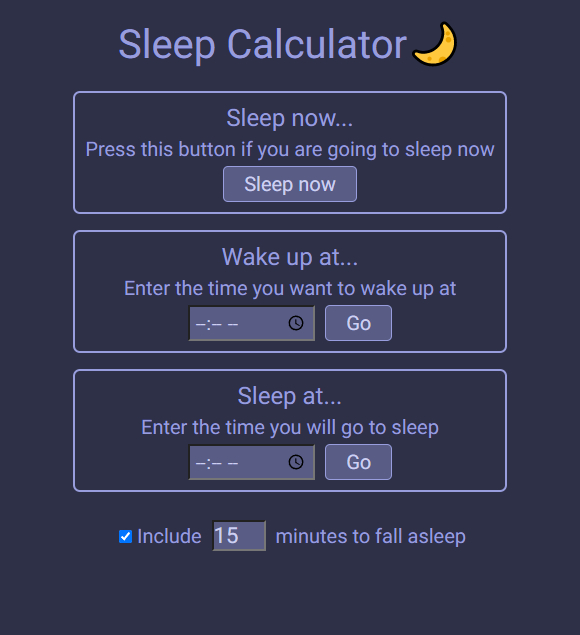 Sleep Calculator🌙
Sleep now...
Press this button if you are going to sleep now
Sleep now
Wake up at...
Enter the time you want to wake up at
--:-- -- Go
Sleep at...
Enter the time you will go to sleep
--:-- -- Go
Include 15 minutes to fall asleep